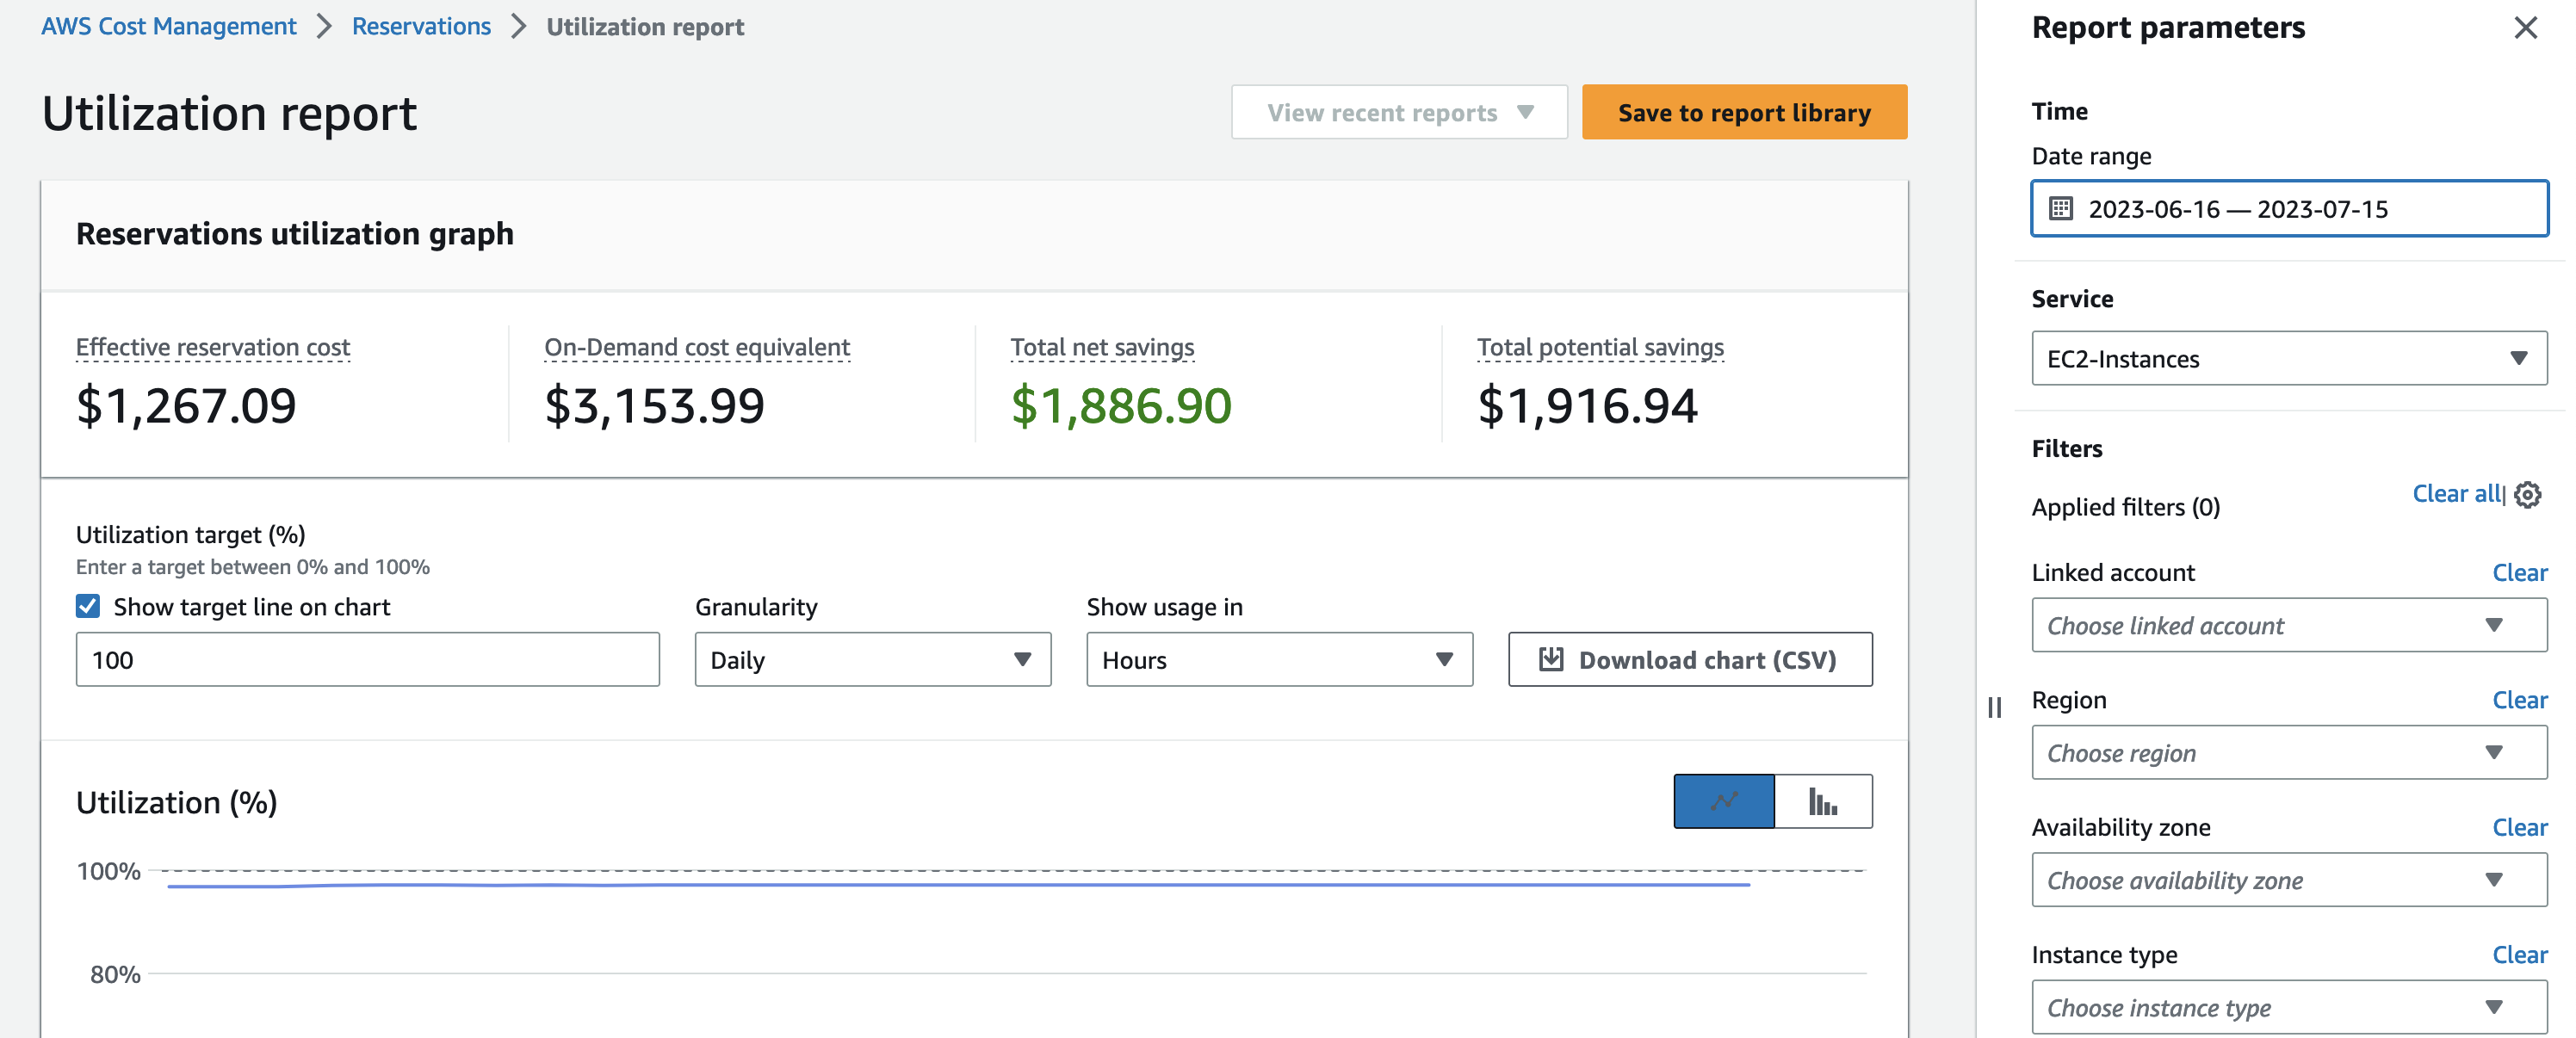 AWS Cost Management > Reservations > Utilization report
Utilization report
View recent reports
Save to report library
Reservations utilization graph
Effective reservation cost
$1,267.09
On-Demand cost equivalent
$3,153.99
Total net savings
$1,886.90
Total potential savings
$1,916.94
Utilization target (%)
Enter a target between 0% and 100%
Show target line on chart
100
Granularity
Daily
Show usage in
Hours
Download chart (CSV)
Utilization (%)
100%
80%
Report parameters
Time
Date range
2023-06-16 — 2023-07-15
Service
EC2-Instances
Filters
Applied filters (0)
Clear all|
Linked account
Clear
Choose linked account
Region
Clear
Choose region
Availability zone
Clear
Choose availability zone
Instance type
Clear
Choose instance type